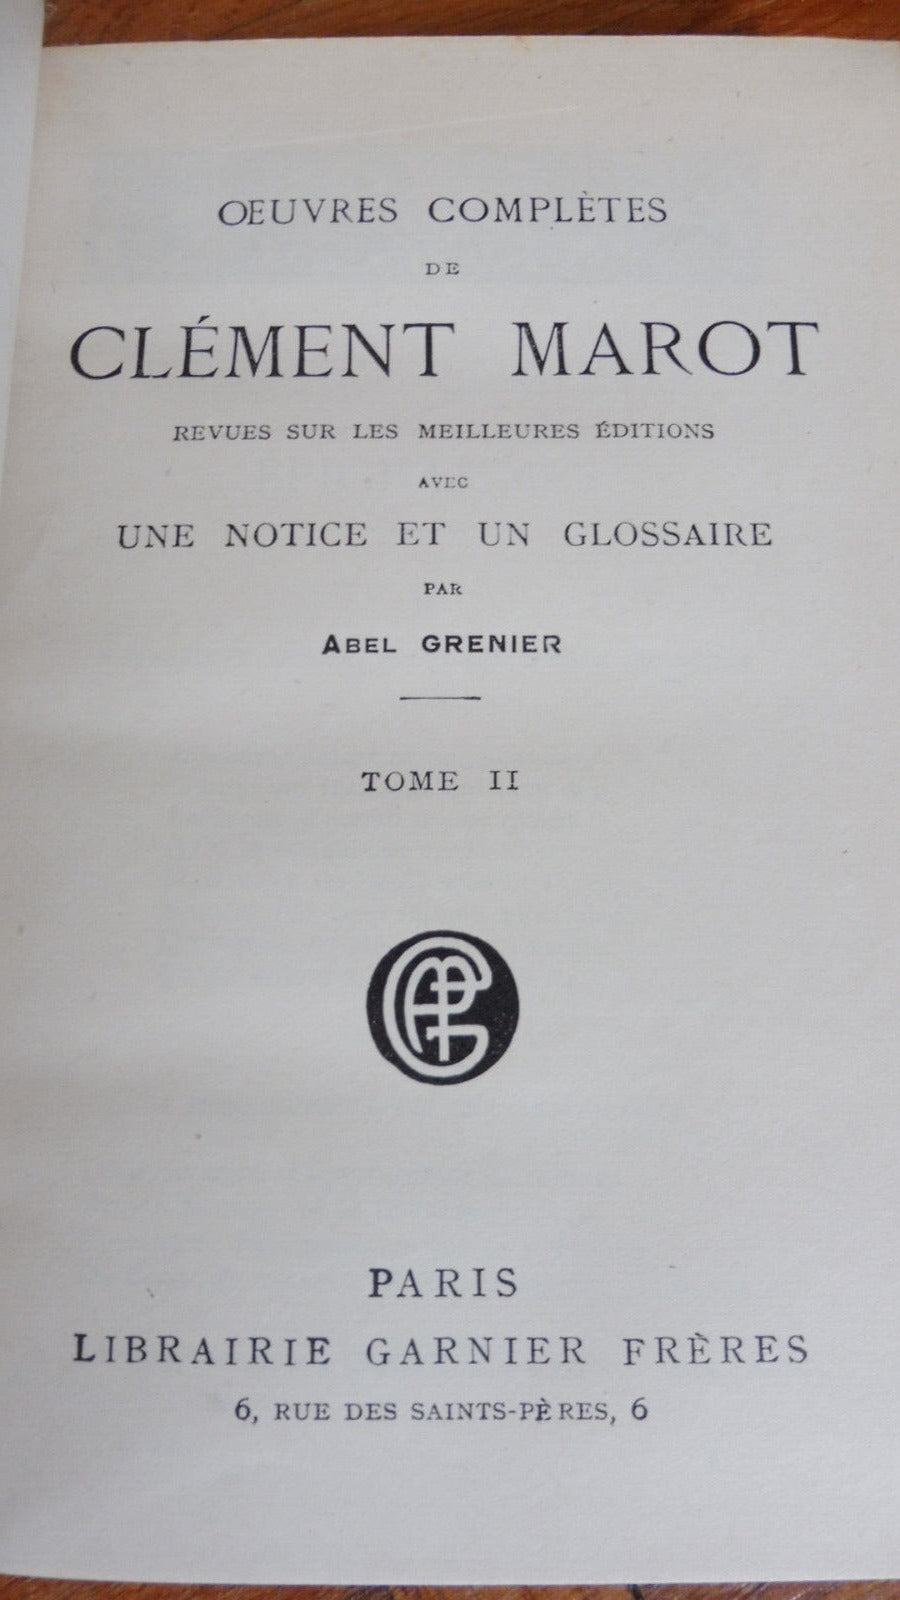 OEUVRES COMPLÈTES
DE
CLÉMENT MAROT
REVUES SUR LES MEILLEURES ÉDITIONS
AVEC
UNE NOTICE ET UN GLOSSAIRE
PAR
ABEL GRENIER
TOME II
PARIS
LIBRAIRIE GARNIER FRÈRES
6, RUE DES SAINTS-PÈRES, 6